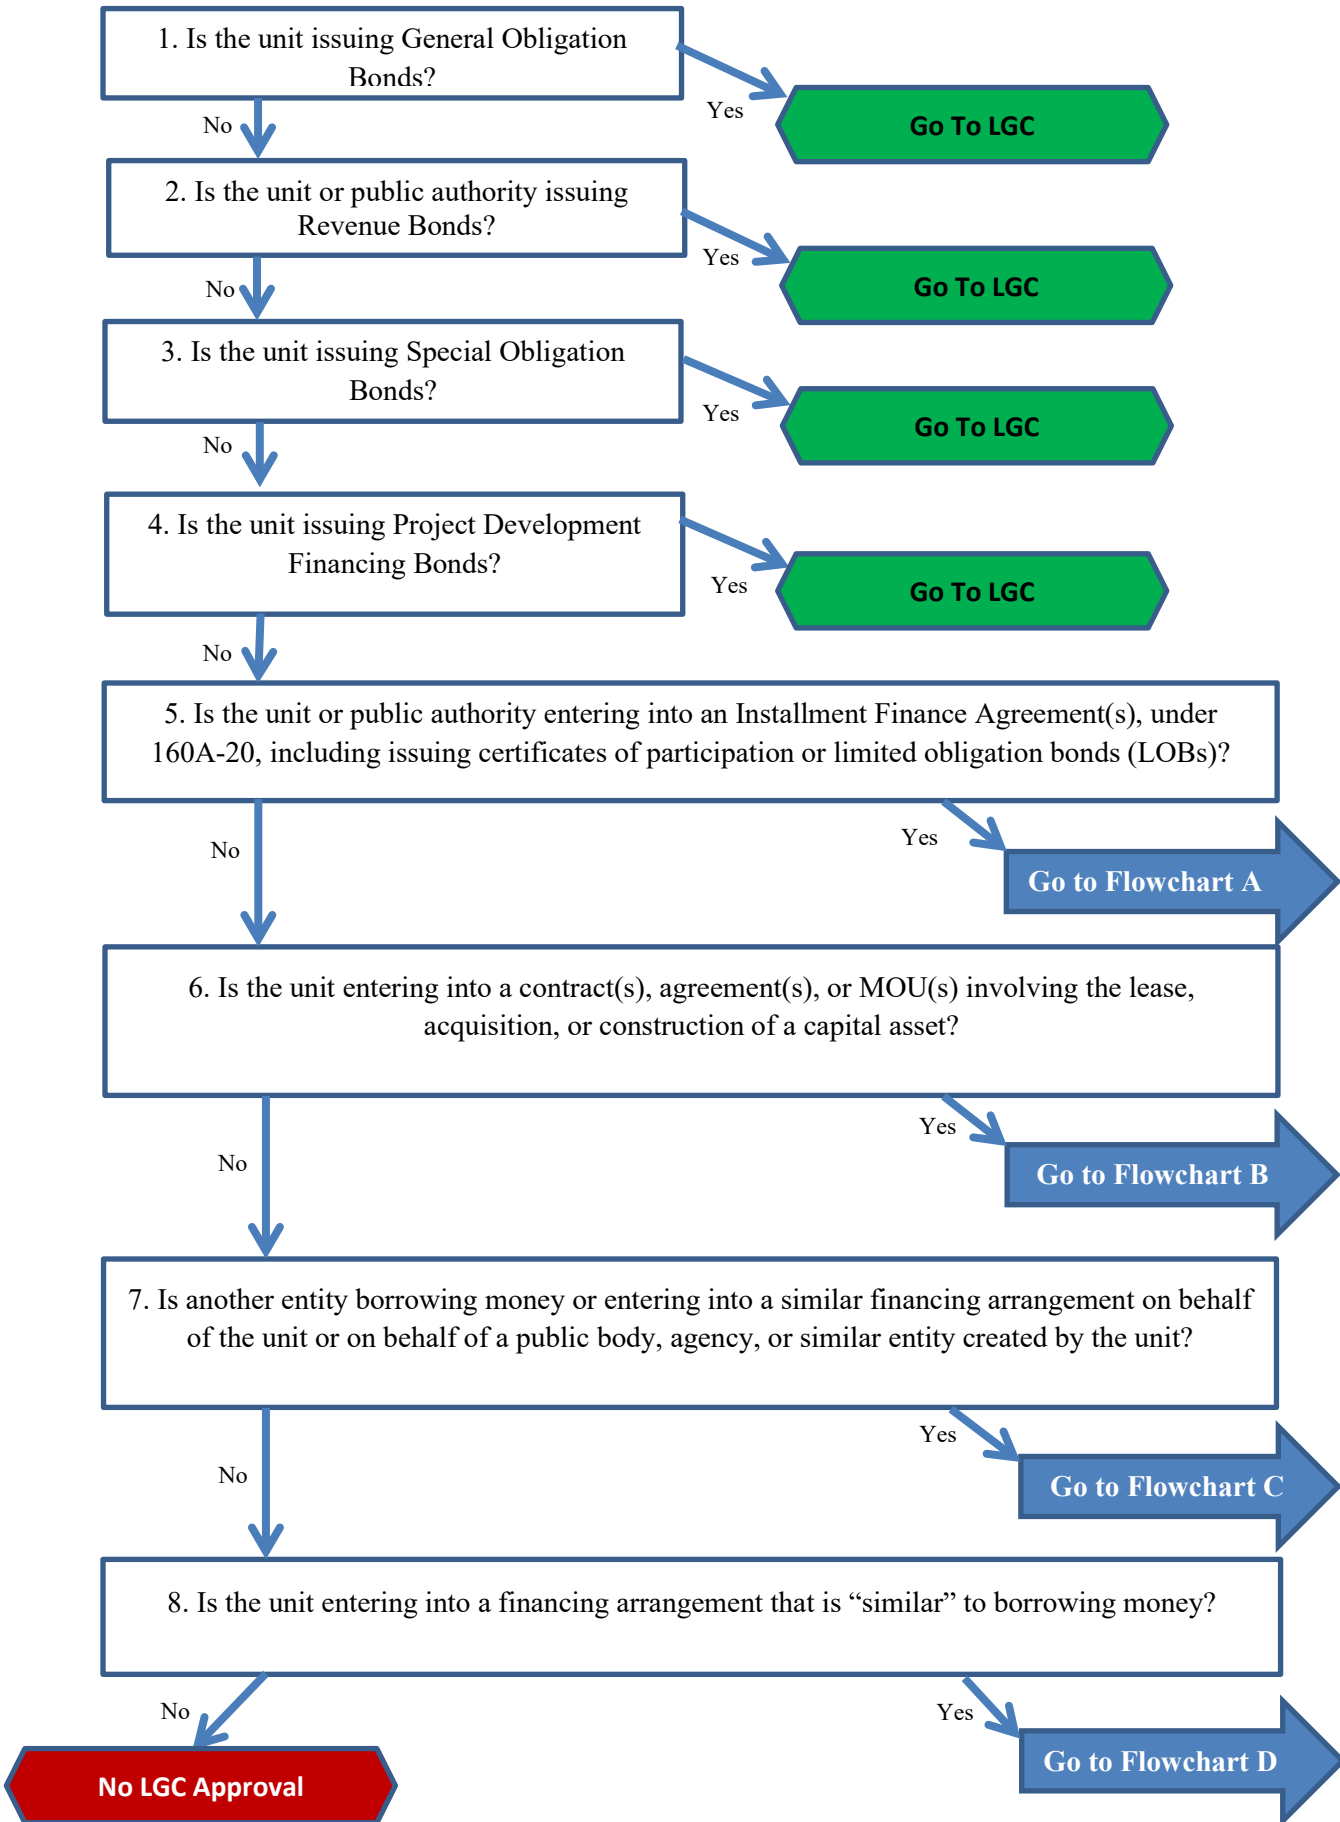 1. Is the unit issuing General Obligation
Bonds?
Yes
No
Go To LGC
2. Is the unit or public authority issuing
Revenue Bonds?
Yes
No
Go To LGC
3. Is the unit issuing Special Obligation
Bonds?
Yes
No
Go To LGC
4. Is the unit issuing Project Development
Financing Bonds?
Yes
No
Go To LGC
5. Is the unit or public authority entering into an Installment Finance Agreement(s), under
160A-20, including issuing certificates of participation or limited obligation bonds (LOBs)?
Yes
No
Go to Flowchart A
6. Is the unit entering into a contract(s), agreement(s), or MOU(s) involving the lease,
acquisition, or construction of a capital asset?
Yes
No
Go to Flowchart B
7. Is another entity borrowing money or entering into a similar financing arrangement on behalf
of the unit or on behalf of a public body, agency, or similar entity created by the unit?
Yes
No
Go to Flowchart C
8. Is the unit entering into a financing arrangement that is “similar” to borrowing money?
No
Yes
Go to Flowchart D
No LGC Approval